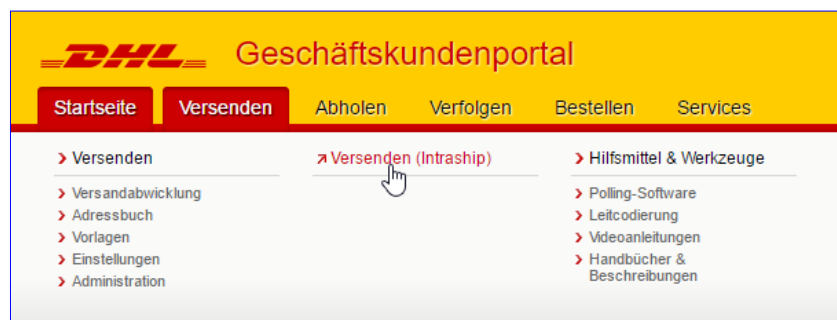 DHL Geschäftskundenportal
Startseite Versenden Abholen Verfolgen Bestellen Services
Versenden
Versandabwicklung
Adressbuch
Vorlagen
Einstellungen
Administration
Versenden (Intraship)
Hilfsmittel & Werkzeuge
Polling-Software
Leitcodierung
Videoanleitungen
Handbücher &
Beschreibungen